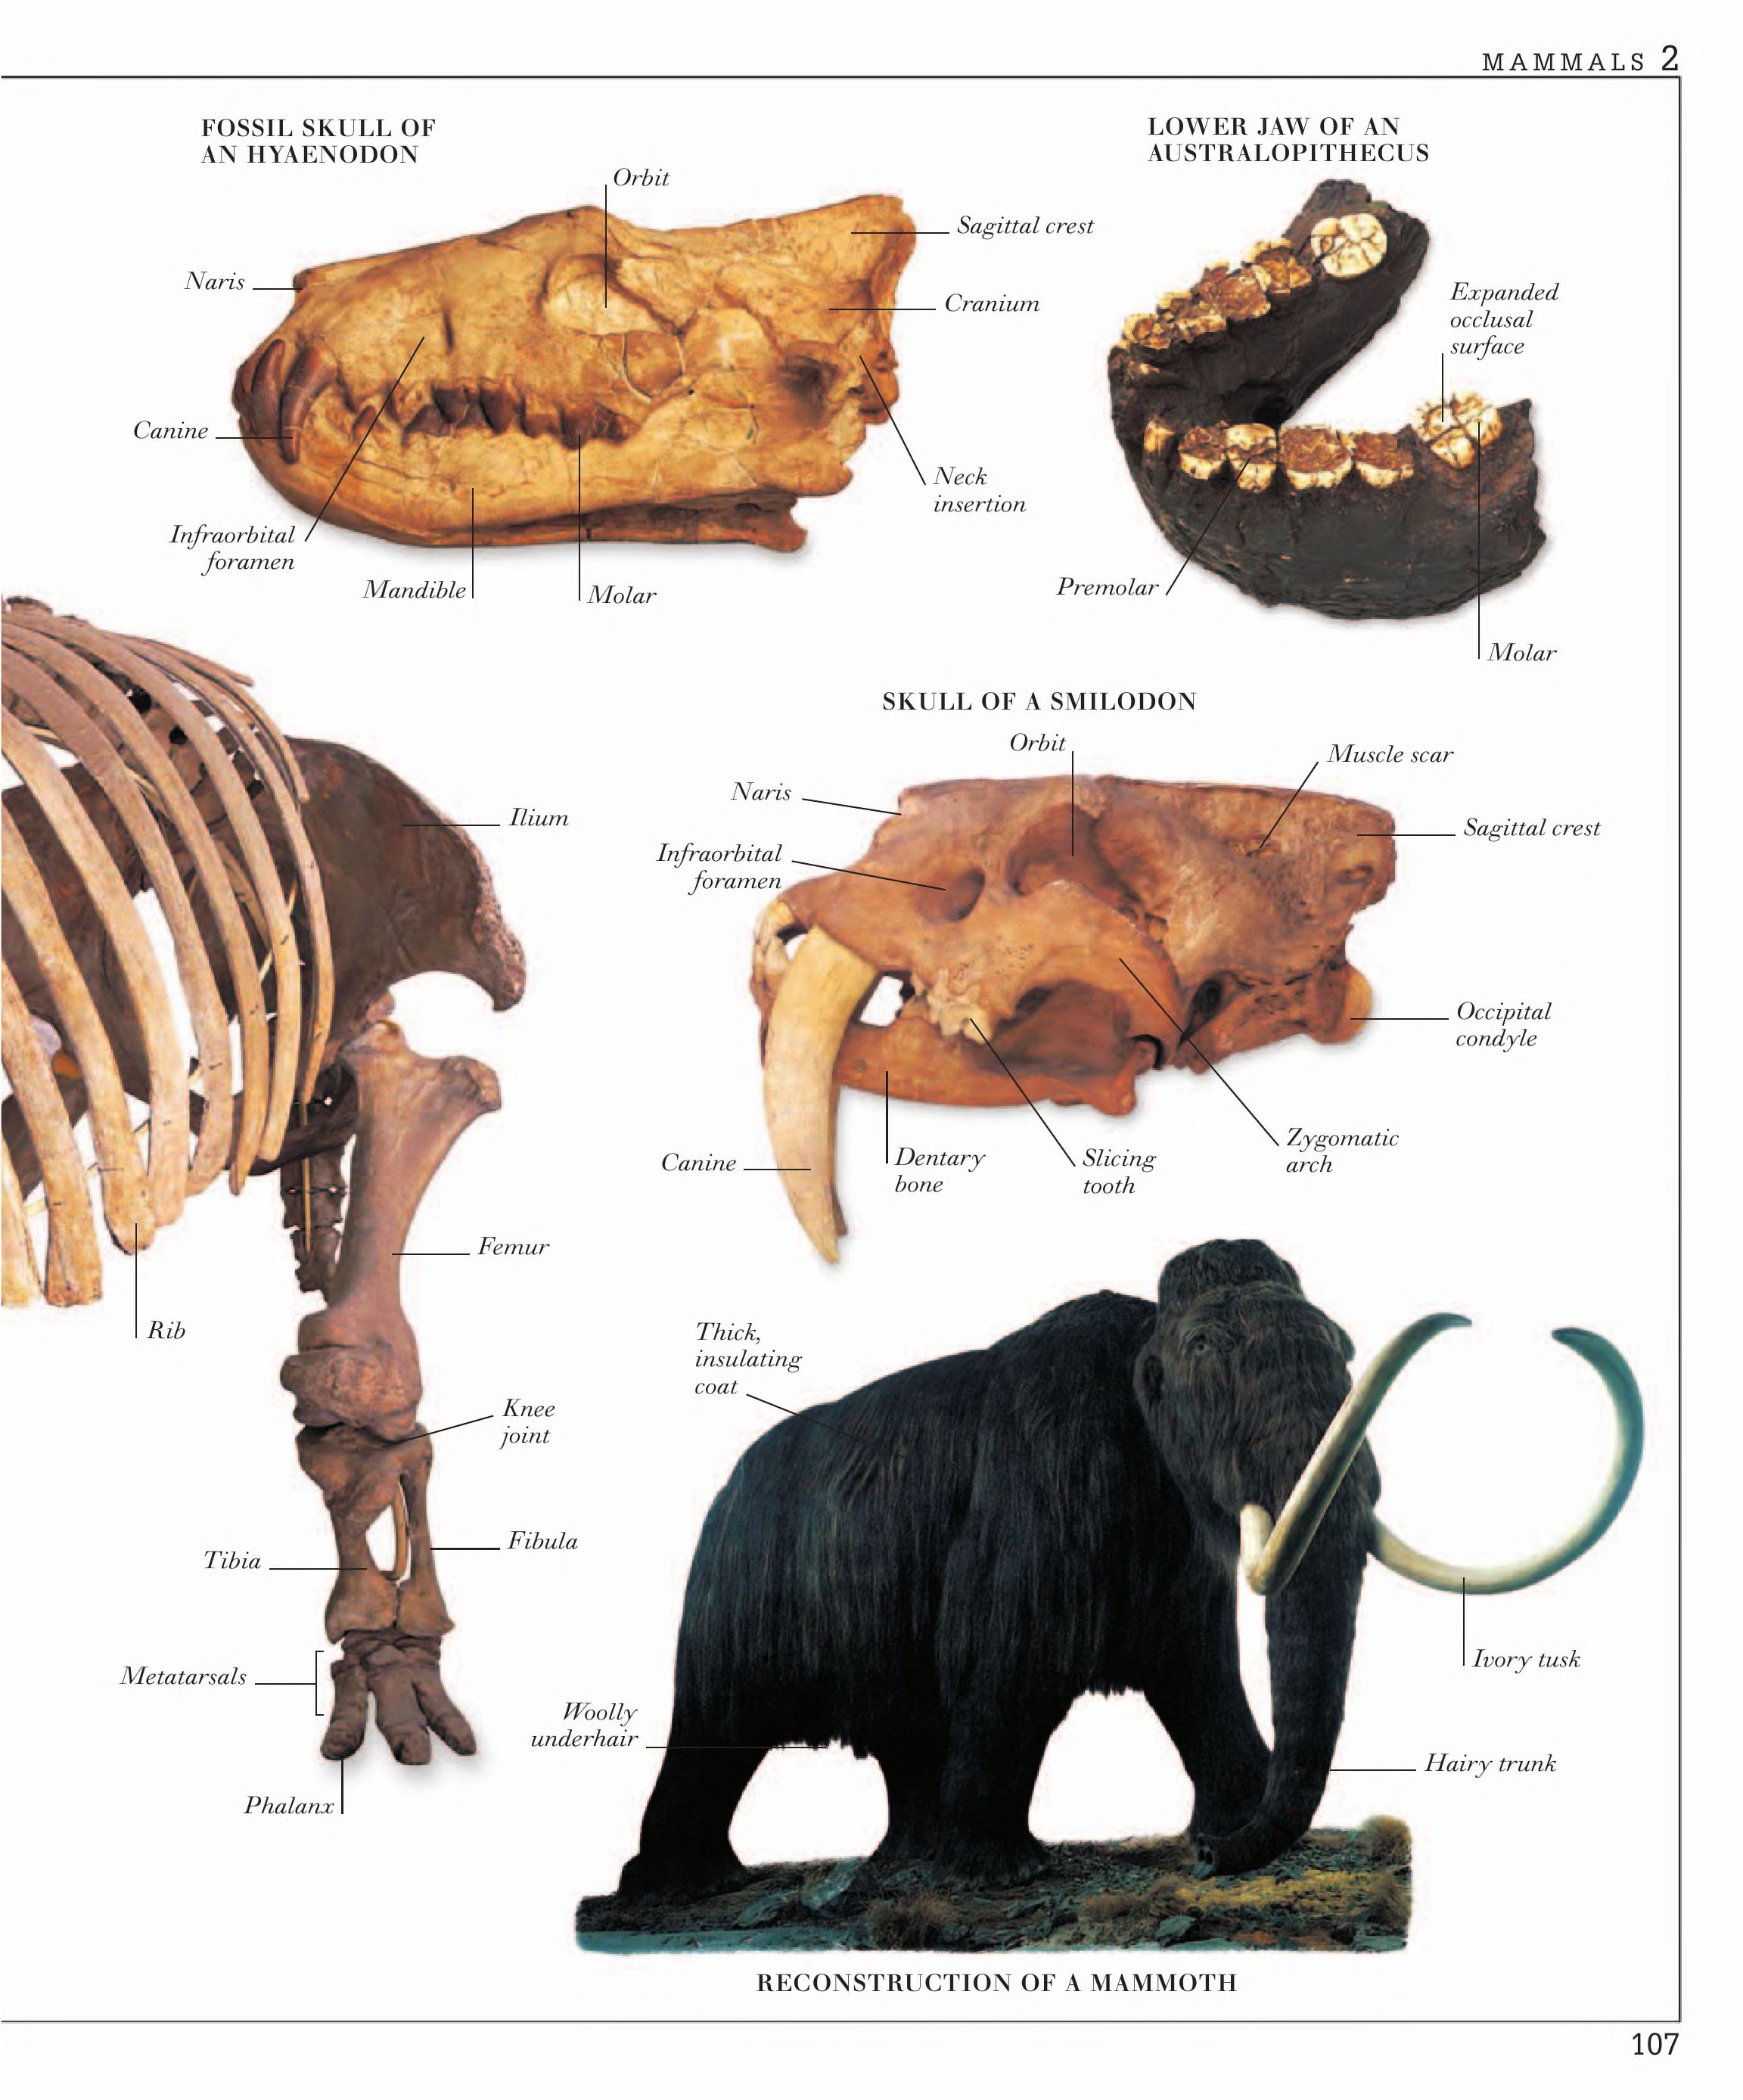 MAMMALS 2
FOSSIL SKULL OF
AN HYAENODON
Orbit
Sagittal crest
Naris
Cranium
Canine
Neck
insertion
Infraorbital
foramen
Mandible
Molar
LOWER JAW OF AN
AUSTRALOPITHECUS
Expanded
occlusal
surface
Premolar
Molar
SKULL OF A SMILODON
Orbit
Muscle scar
Naris
Sagittal crest
Infraorbital
foramen
Occipital
condyle
Zygomatic
arch
Canine
Dentary
bone
Slicing
tooth
Ilium
Femur
Rib
Knee
joint
Fibula
Tibia
Metatarsals
Phalanx
Thick,
insulating
coat
Ivory tusk
Woolly
underhair
Hairy trunk
RECONSTRUCTION OF A MAMMOTH
107